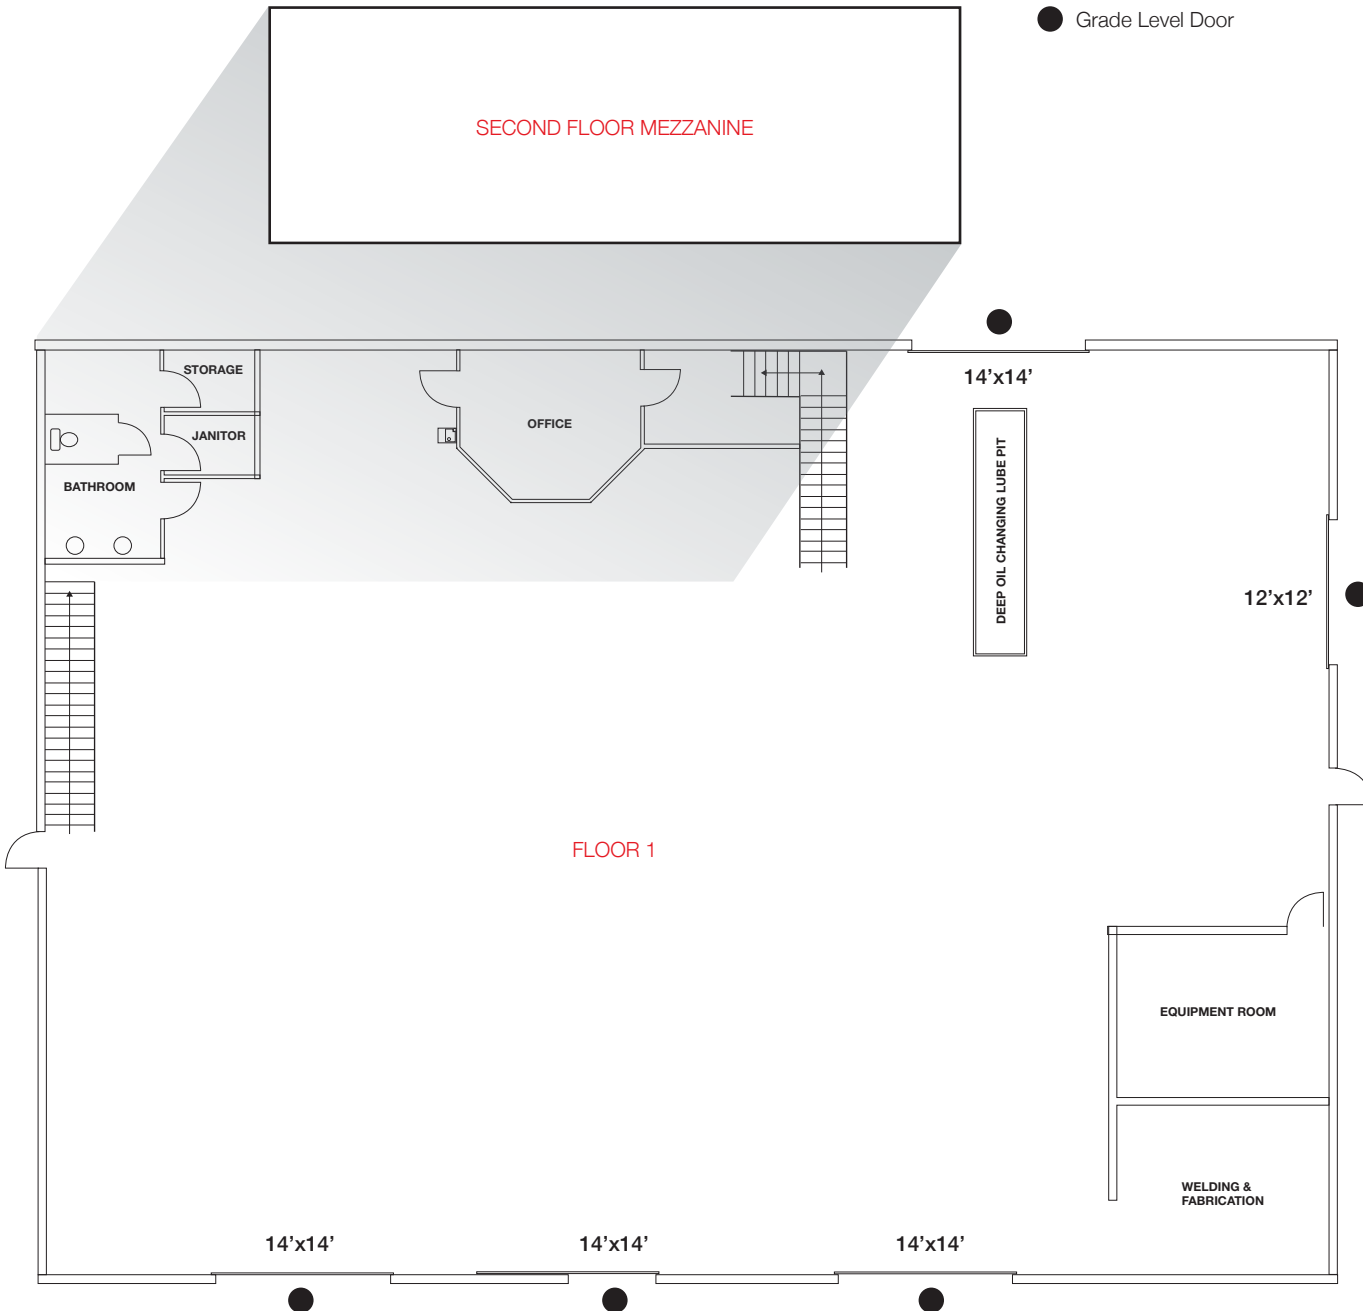 Grade Level Door
SECOND FLOOR MEZZANINE
14’x14’
STORAGE
JANITOR
OFFICE
BATHROOM
DEEP OIL CHANGING LUBE PIT
12’x12’
FLOOR 1
EQUIPMENT ROOM
WELDING &
FABRICATION
14’x14’
14’x14’
14’x14’